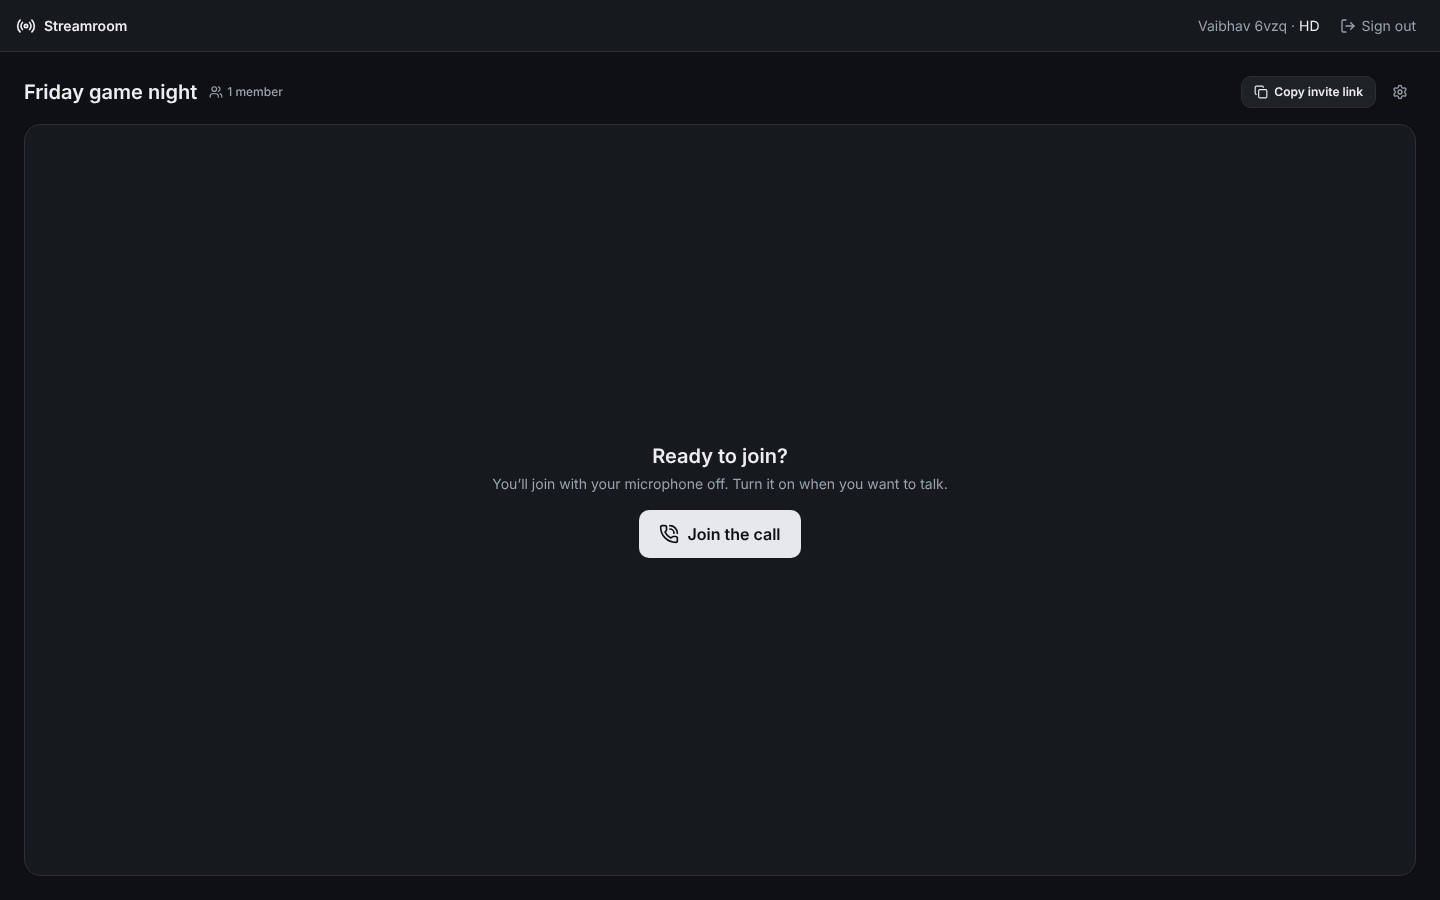 Streamroom
Vaibhav 6vzq · HD
Sign out
Friday game night
1 member
Copy invite link
Ready to join?
You’ll join with your microphone off. Turn it on when you want to talk.
Join the call